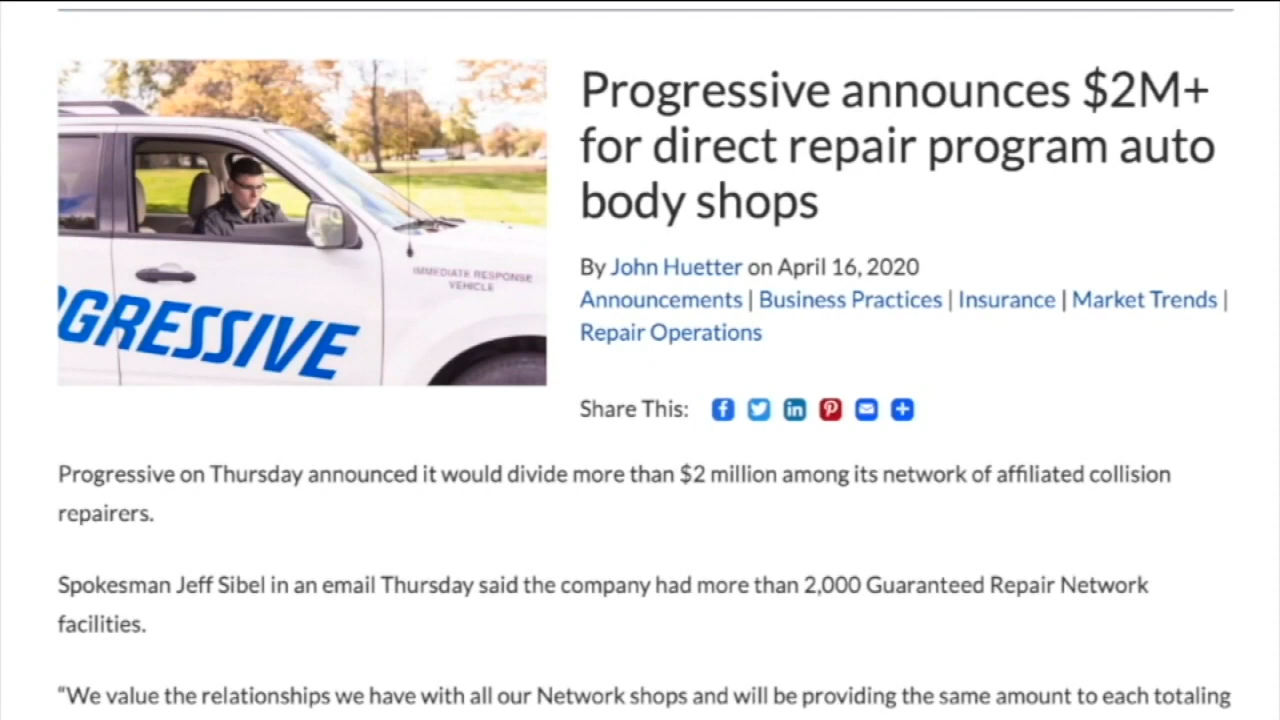 Progressive announces $2M+
for direct repair program auto
body shops
By John Huetter on April 16, 2020
Announcements | Business Practices | Insurance | Market Trends |
Repair Operations
Share This:
IMMEDIATE RESPONSE
VEHICLE
OGRESSIVE
Progressive on Thursday announced it would divide more than $2 million among its network of affiliated collision
repairers.
Spokesman Jeff Sibel in an email Thursday said the company had more than 2,000 Guaranteed Repair Network
facilities.
“We value the relationships we have with all our Network shops and will be providing the same amount to each totaling